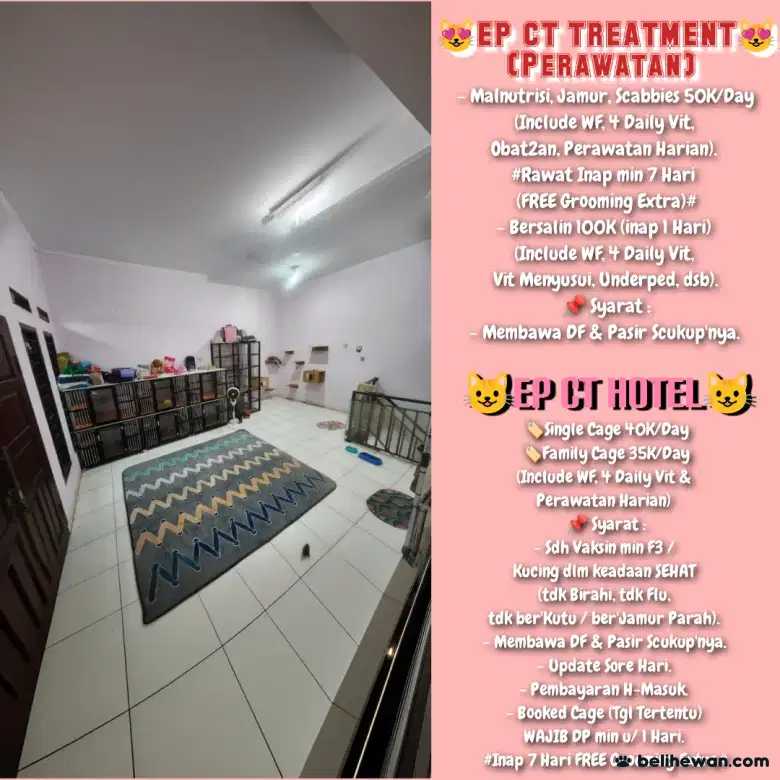 EP CT TREATMENT
(PERAWATAN)
- Malnutrisi, Jamur, Scabbies 50K/Day
(Include WF, 4 Daily Vit,
Obat2an, Perawatan Harian).
#Rawat Inap min 7 Hari
(FREE Grooming Extra)#
- Bersalin 100K (inap 1 Hari)
(Include WF, 4 Daily Vit,
Vit Menyusui, Underped, dsb).
📌 Syarat :
- Membawa DF & Pasir Scukup'nya.
EP CT HOTEL
Single Cage 40K/Day
Family Cage 35K/Day
(Include WF, 4 Daily Vit &
Perawatan Harian)
📌 Syarat :
- Sdh Vaksin min F3 /
Kucing dlm keadaan SEHAT
(tdk Birahi, tdk Flu,
tdk ber'Kutu / ber'Jamur Parah).
- Membawa DF & Pasir Scukup'nya.
- Update Sore Hari.
- Pembayaran H-Masuk
- Booked Cage (Tgl Tertentu)
WAJIB DP min u/ 1 Hari.
#Inap 7 Hari FREE
belihewan.com